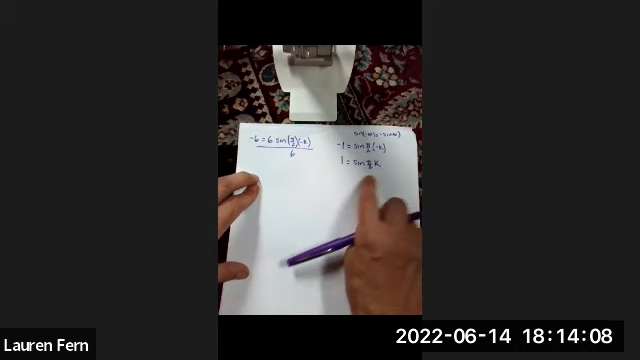 -6 = 6 sin(π/2)(-k)
6
sin(-θ) = -sin(θ)
-1 = sin π/2 (-k)
1 = sin π/2 k
Lauren Fern
2022-06-14 18:14:08